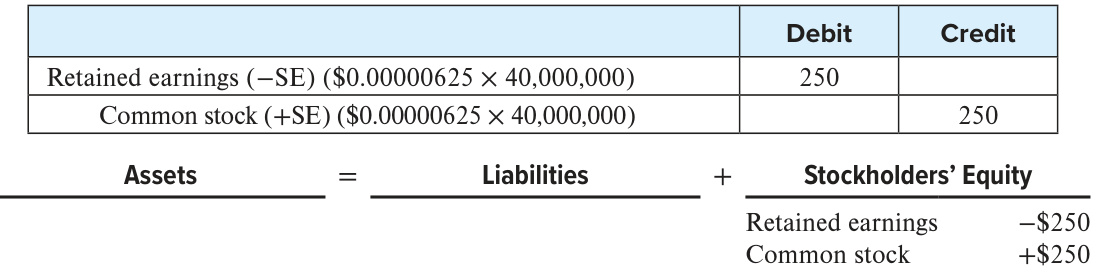 Debit Credit
Retained earnings (−SE) ($0.00000625 × 40,000,000) 250
Common stock (+SE) ($0.00000625 × 40,000,000) 250
Assets = Liabilities + Stockholders’ Equity
Retained earnings −$250
Common stock +$250